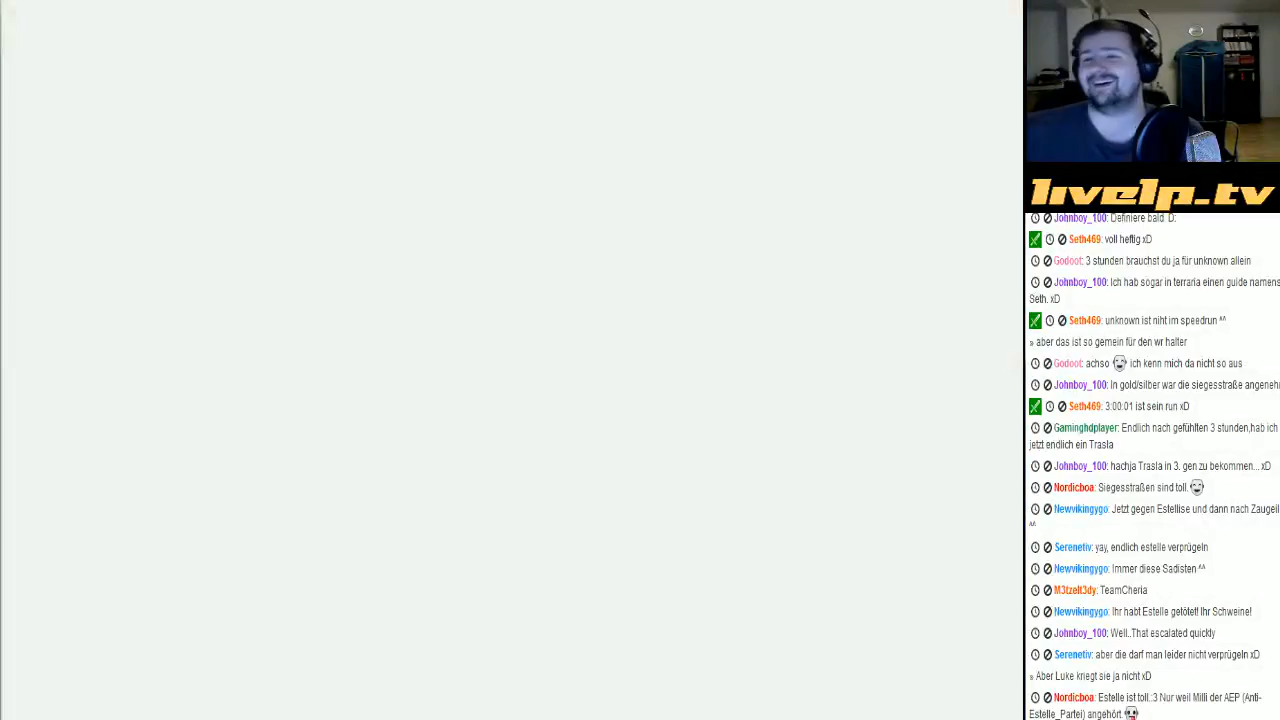 livelp.tv
Johnboy_100: Definiere bald D:
Seth469: voll heftig xD
Godoot: 3 stunden brauchst du ja für unknown allein
Johnboy_100: Ich hab sogar in terraria einen guide namens
Seth. xD
Seth469: unknown ist niht im speedrun ^^
» aber das ist so gemein für den wr halter
Godoot: achso ich kenn mich da nicht so aus
Johnboy_100: In gold/silber war die siegesstraße angeneh
Seth469: 3:00:01 ist sein run xD
Gaminghdplayer: Endlich nach gefühlten 3 stunden,hab ich
jetzt endlich ein Trasla
Johnboy_100: hachja Trasla in 3. gen zu bekommen... xD
Nordicboa: Siegesstraßen sind toll.
Newvikingygo: Jetzt gegen Estellise und dann nach Zaugeil
^^
Serenetiv: yay, endlich estelle verprügeln
Newvikingygo: Immer diese Sadisten ^^
M3tzelt3dy: TeamCheria
Newvikingygo: Ihr habt Estelle getötet! Ihr Schweine!
Johnboy_100: Well..That escalated quickly
Serenetiv: aber die darf man leider nicht verprügeln xD
» Aber Luke kriegt sie ja nicht xD
Nordicboa: Estelle ist toll.:3 Nur weil Milli der AEP (Anti-
Estelle_Partei) angehört